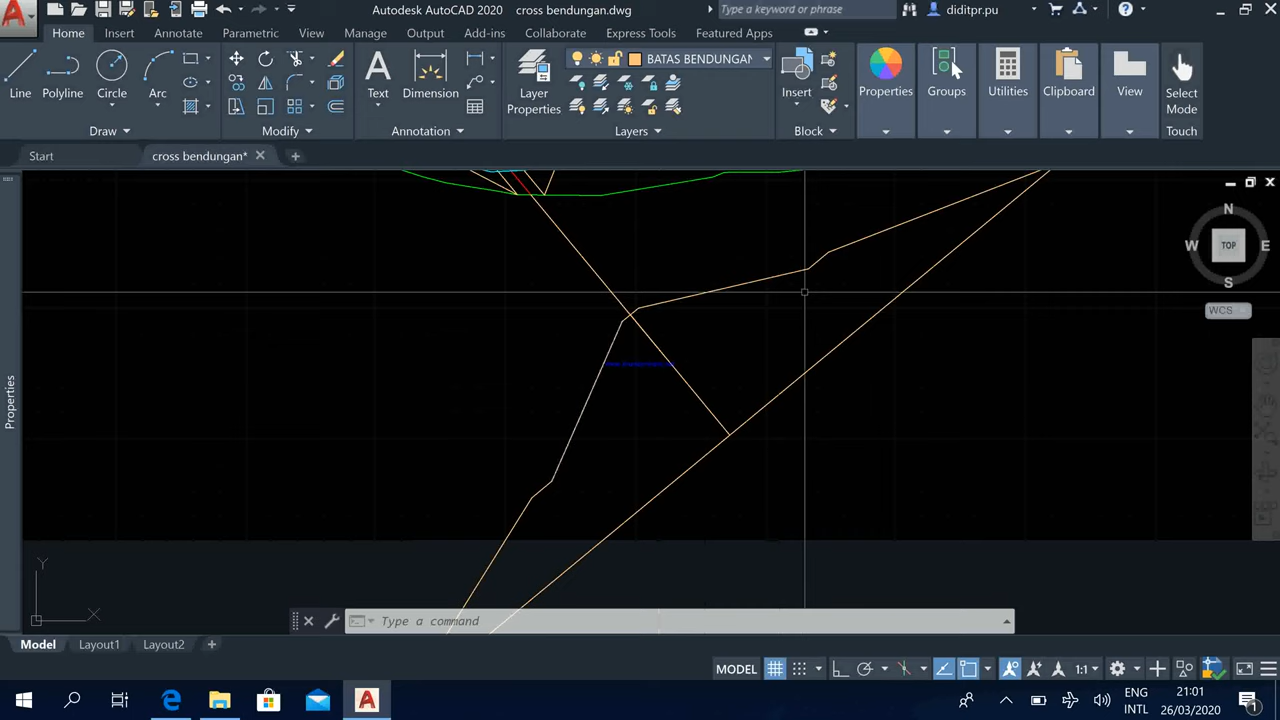 Autodesk AutoCAD 2020 cross bendungan.dwg
Type a keyword or phrase
diditpr.pu
Home Insert Annotate Parametric View Manage Output Add-ins Collaborate Express Tools Featured Apps
BATAS BENDUNGAN
Line Polyline Circle Arc
Text Dimension
Layer
Properties
Insert
Properties Groups Utilities Clipboard View Select
Mode
Draw Modify Annotation Layers Block Touch
Start cross bendungan*
N
W TOP E
S
WCS
Properties
Y
X
Type a command
Model Layout1 Layout2
MODEL 1:1
ENG
INTL
21:01
26/03/2020
1